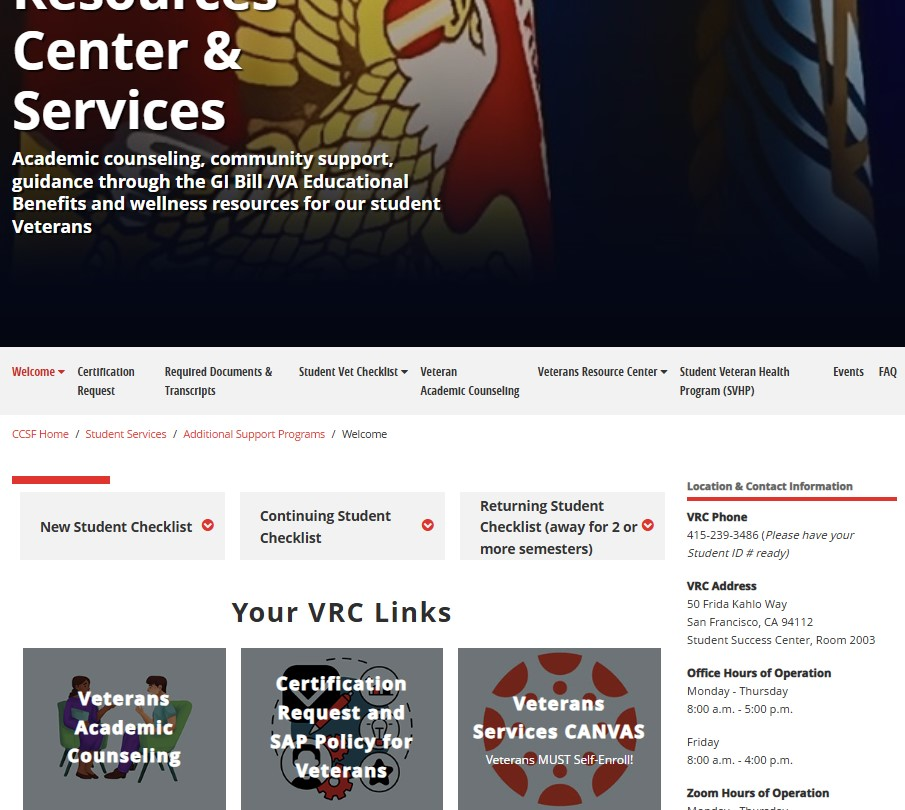 Resources
Center &
Services
Academic counseling, community support,
guidance through the GI Bill /VA Educational
Benefits and wellness resources for our student
Veterans
Welcome
Certification
Request
Required Documents &
Transcripts
Student Vet Checklist
Veteran
Academic Counseling
Veterans Resource Center
Student Veteran Health
Program (SVHP)
Events
FAQ
CCSF Home / Student Services / Additional Support Programs / Welcome
New Student Checklist
Continuing Student
Checklist
Returning Student
Checklist (away for 2 or
more semesters)
Your VRC Links
Veterans
Academic
Counseling
Certification
Request and
SAP Policy for
Veterans
Veterans
Services CANVAS
Veterans MUST Self-Enroll!
Location & Contact Information
VRC Phone
415-239-3486 (Please have your
Student ID # ready)
VRC Address
50 Frida Kahlo Way
San Francisco, CA 94112
Student Success Center, Room 2003
Office Hours of Operation
Monday - Thursday
8:00 a.m. - 5:00 p.m.
Friday
8:00 a.m. - 4:00 p.m.
Zoom Hours of Operation
Monday - Thursday